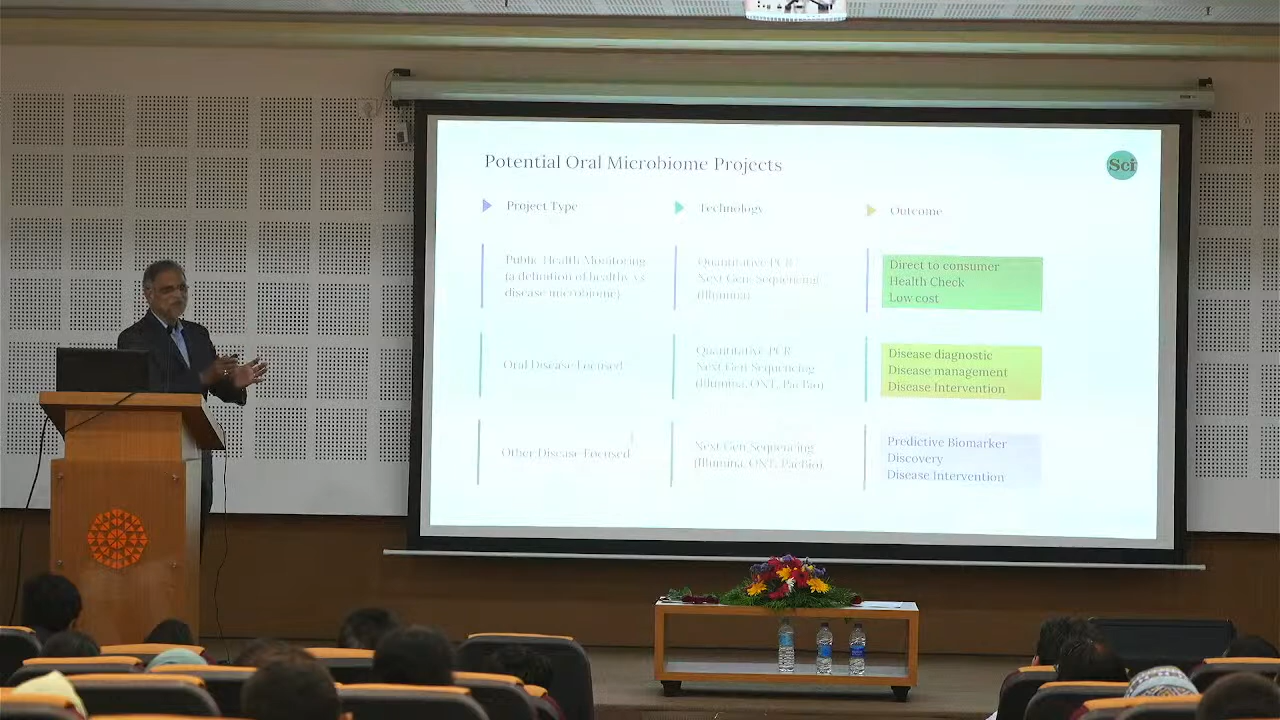 Potential Oral Microbiome Projects
Sci
Project Type
Technology
Outcome
Public Health Monitoring
(a definition of healthy vs
disease microbiome)
Quantitative PCR
Next Gen Sequencing
(Illumina)
Direct to consumer
Health Check
Low cost
Oral Disease Focused
Quantitative PCR
Next Gen Sequencing
(Illumina, ONT, Pac Bio)
Disease diagnostic
Disease management
Disease Intervention
Other Disease Focused
Next Gen Sequencing
(Illumina, ONT, PacBio)
Predictive Biomarker
Discovery
Disease Intervention